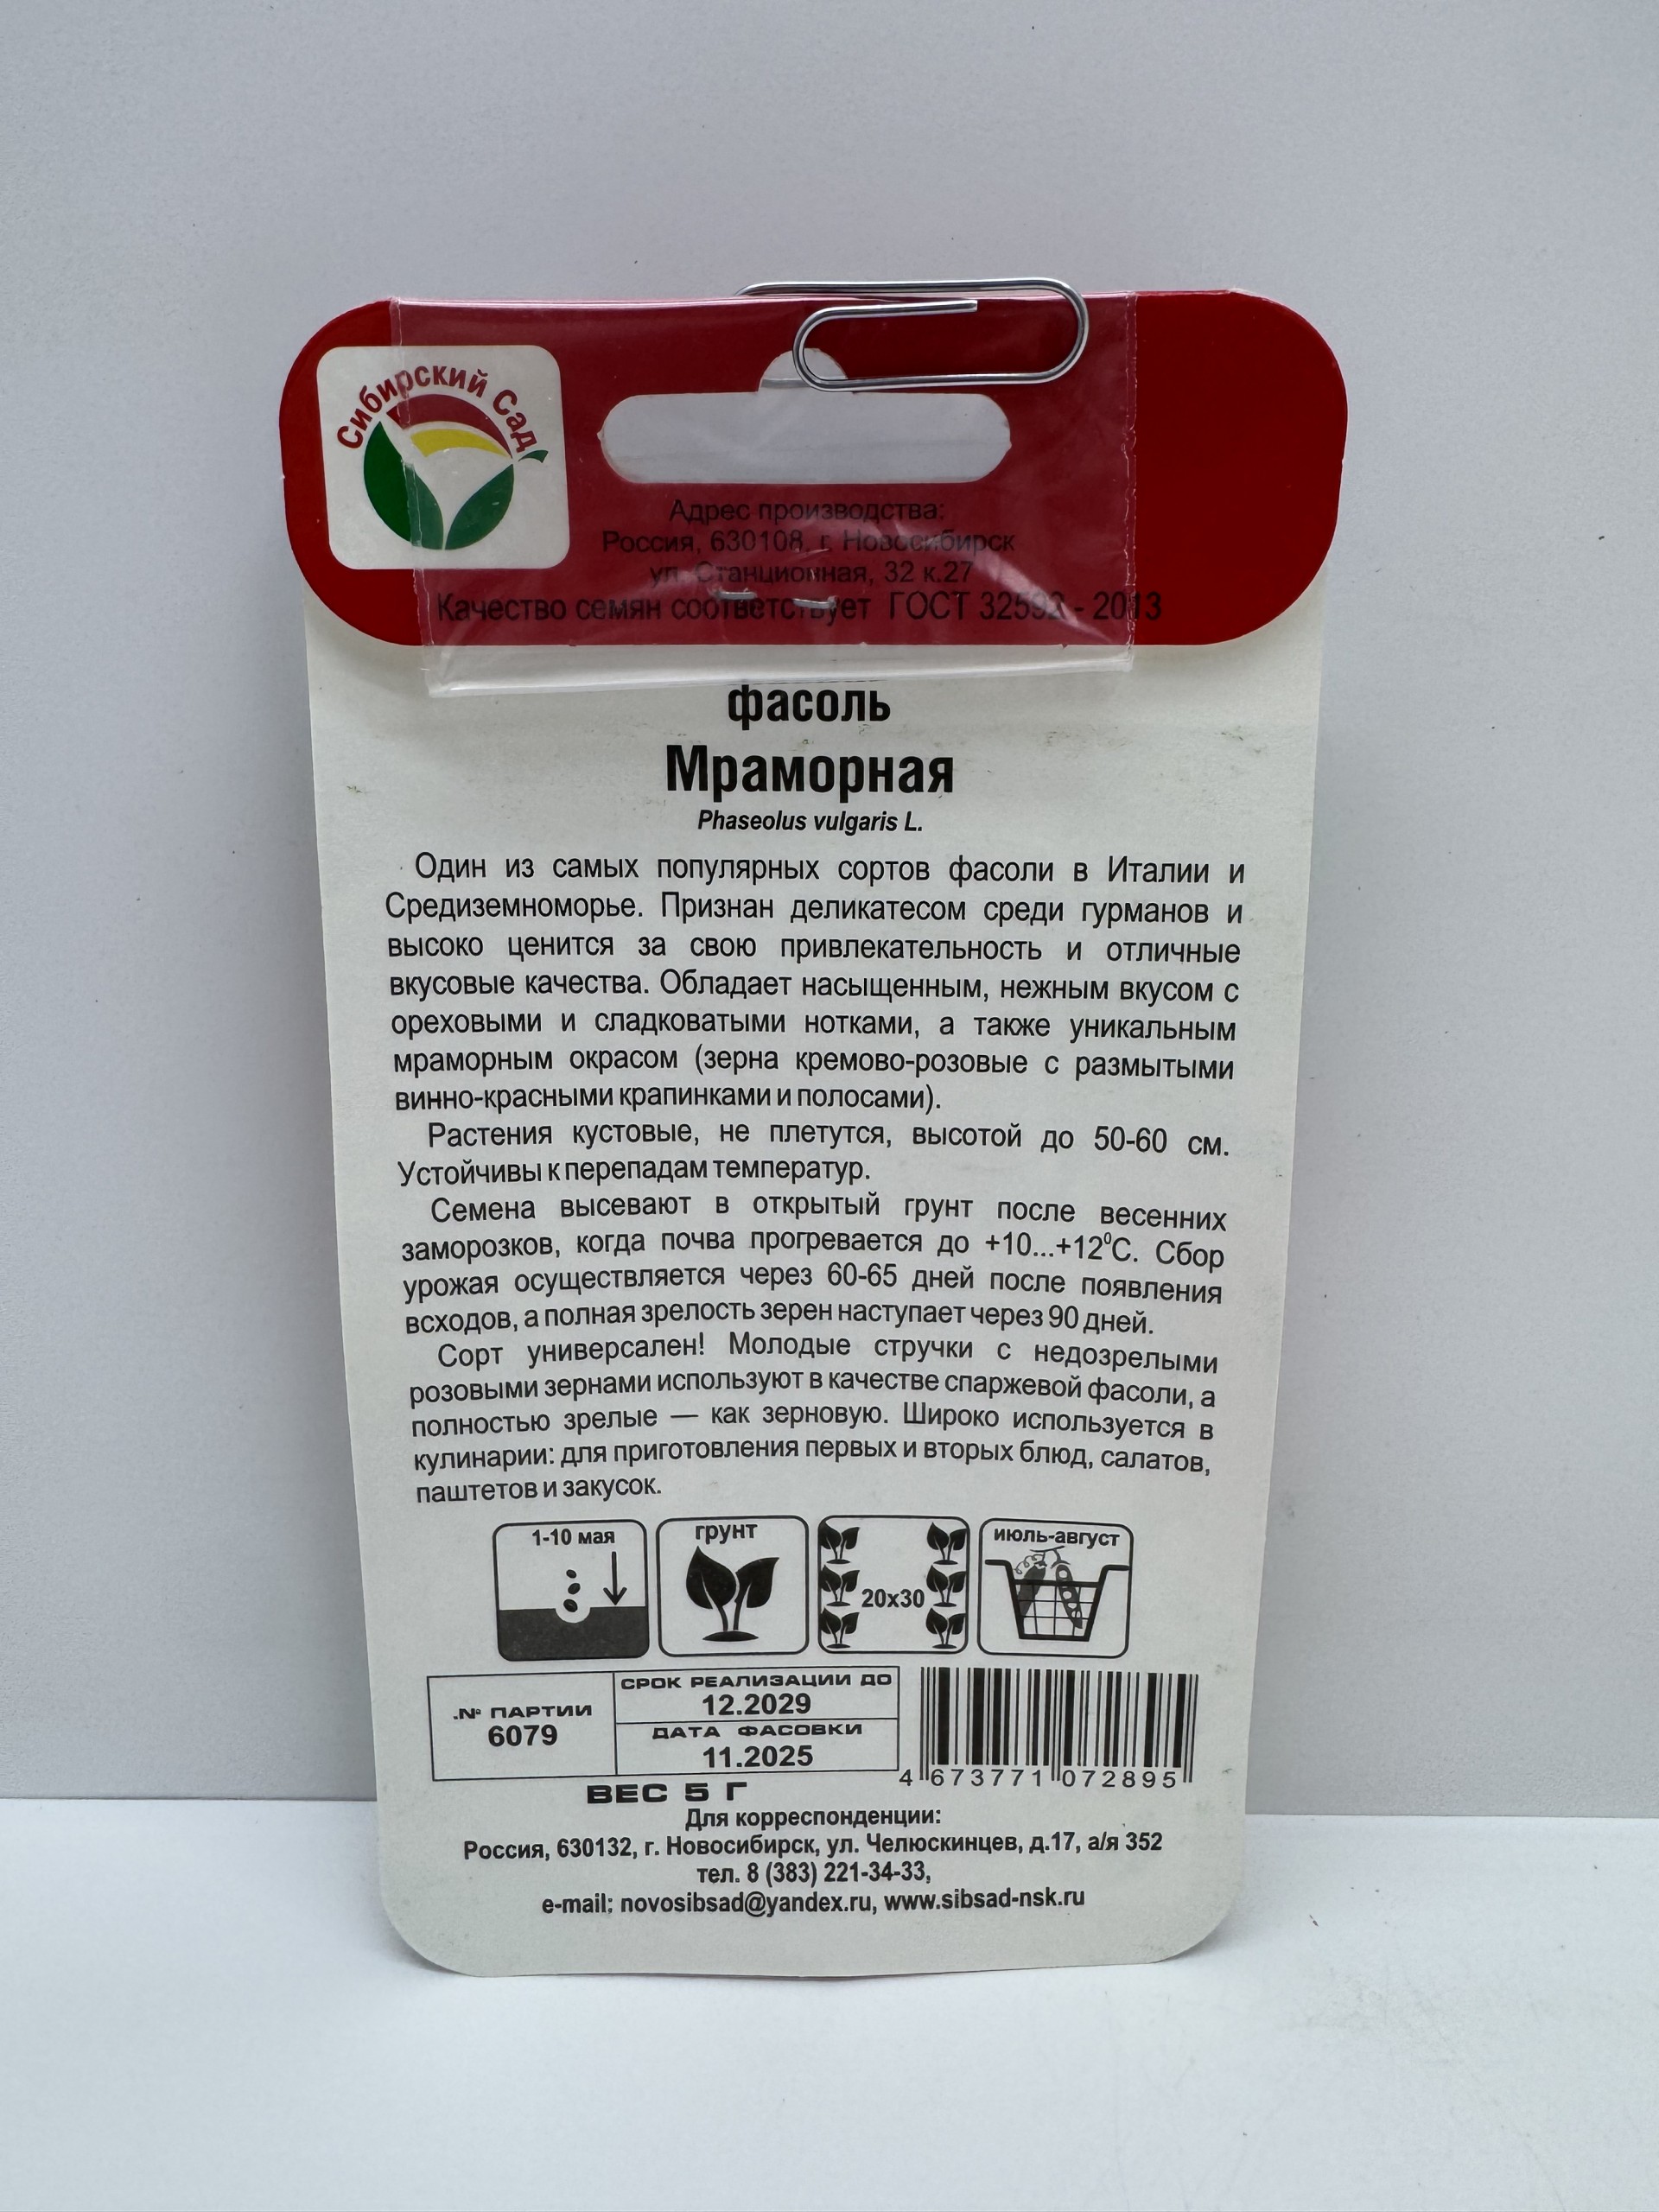 Сибирский Сад
Адрес производства:
Россия, 630108, г. Новосибирск
ул. Станционная, 32 к.27
Качество семян соответствует ГОСТ 32592 - 2013
фасоль
Мраморная
Phaseolus vulgaris L.
Один из самых популярных сортов фасоли в Италии и
Средиземноморье. Признан деликатесом среди гурманов и
высоко ценится за свою привлекательность и отличные
вкусовые качества. Обладает насыщенным, нежным вкусом с
ореховыми и сладковатыми нотками, а также уникальным
мраморным окрасом (зерна кремово-розовые с размытыми
винно-красными крапинками и полосами).
Растения кустовые, не плетутся, высотой до 50-60 см.
Устойчивы к перепадам температур.
Семена высевают в открытый грунт после весенних
заморозков, когда почва прогревается до +10...+12⁰С. Сбор
урожая осуществляется через 60-65 дней после появления
всходов, а полная зрелость зерен наступает через 90 дней.
Сорт универсален! Молодые стручки с недозрелыми
розовыми зернами используют в качестве спаржевой фасоли, а
полностью зрелые — как зерновую. Широко используется в
кулинарии: для приготовления первых и вторых блюд, салатов,
паштетов и закусок.
1-10 мая
грунт
20х30
июль-август
№ ПАРТИИ
6079
СРОК РЕАЛИЗАЦИИ ДО
12.2029
ДАТА ФАСОВКИ
11.2025
4 673771 072895
ВЕС 5 Г
Для корреспонденции:
Россия, 630132, г. Новосибирск, ул. Челюскинцев, д.17, а/я 352
тел. 8 (383) 221-34-33,
e-mail: novosibsad@yandex.ru, www.sibsad-nsk.ru